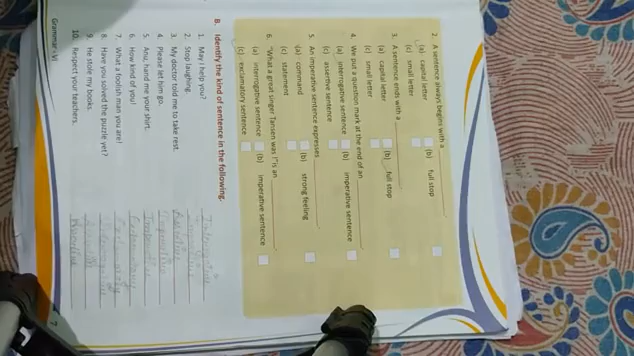 2. A sentence always begins with a
(a) capital letter (b) full stop
(c) small letter
3. A sentence ends with a
(a) capital letter (b) full stop
(c) small letter
4. We put a question mark at the end of an
(a) interrogative sentence (b) imperative sentence
(c) assertive sentence
5. An imperative sentence expresses
(a) command (b) strong feeling
(c) statement
6. "What a great singer Tansen was !" is an
(a) interrogative sentence (b) imperative sentence
(c) exclamatory sentence
B. Identify the kind of sentence in the following.
1. May I help you?
2. Stop laughing.
3. My doctor told me to take rest.
4. Please let him go.
5. Anu, hand me your shirt.
6. How kind of you!
7. What a foolish man you are!
8. Have you solved the puzzle yet?
9. He stole my books.
10. Respect your teachers.
Grammar - VI 7